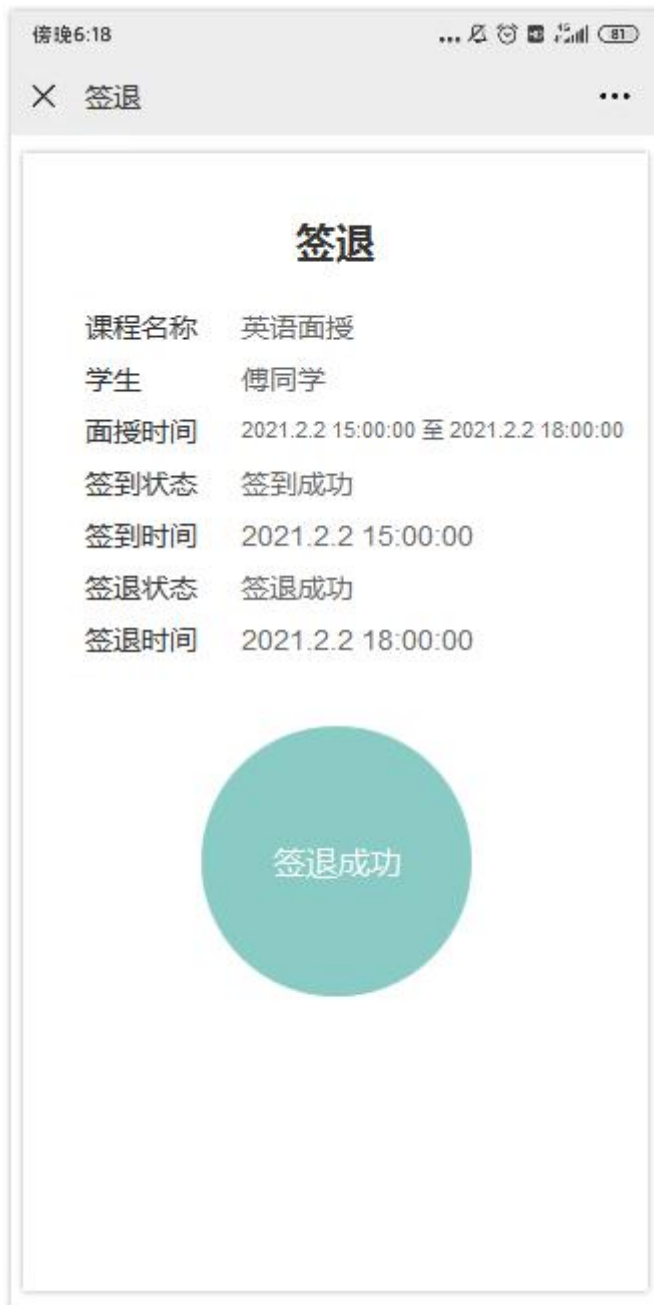 傍晚6:18
... 4G 81
签退
签退
课程名称 英语面授
学生 傅同学
面授时间 2021.2.2 15:00:00 至 2021.2.2 18:00:00
签到状态 签到成功
签到时间 2021.2.2 15:00:00
签退状态 签退成功
签退时间 2021.2.2 18:00:00
签退成功